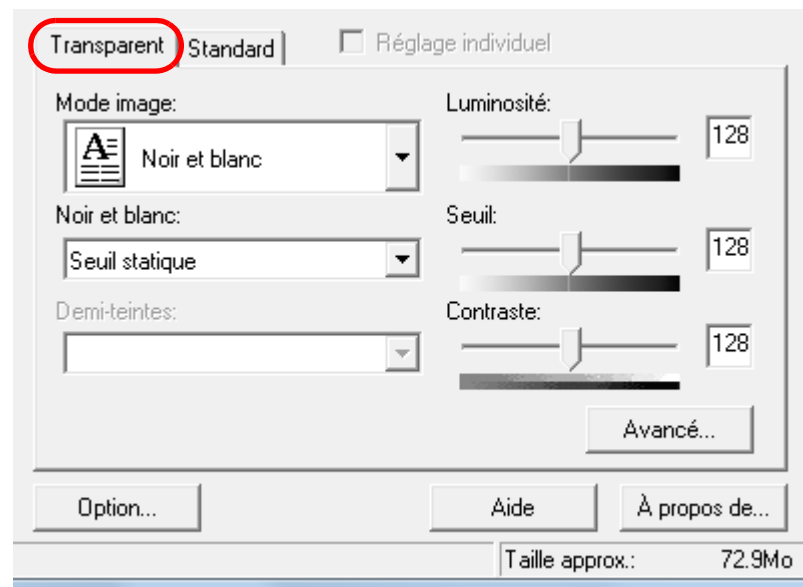 Transparent Standard Réglage individuel
Mode image: Luminosité:
A Noir et blanc 128
Noir et blanc: Seuil:
Seuil statique 128
Demi-teintes: Contraste:
128
Avancé...
Option... Aide À propos de...
Taille approx.: 72.9Mo